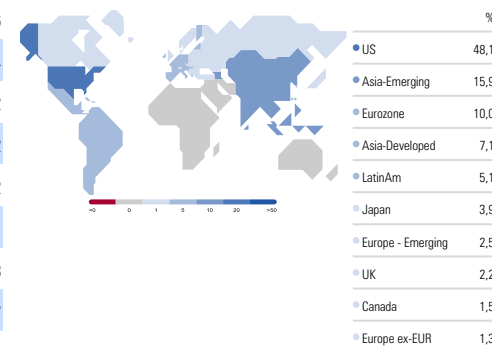 %
US 48,1
Asia-Emerging 15,9
Eurozone 10,0
Asia-Developed 7,1
LatinAm 5,1
Japan 3,9
Europe - Emerging 2,5
UK 2,2
Canada 1,5
Europe ex-EUR 1,3
<0 0 1 5 10 20 >50